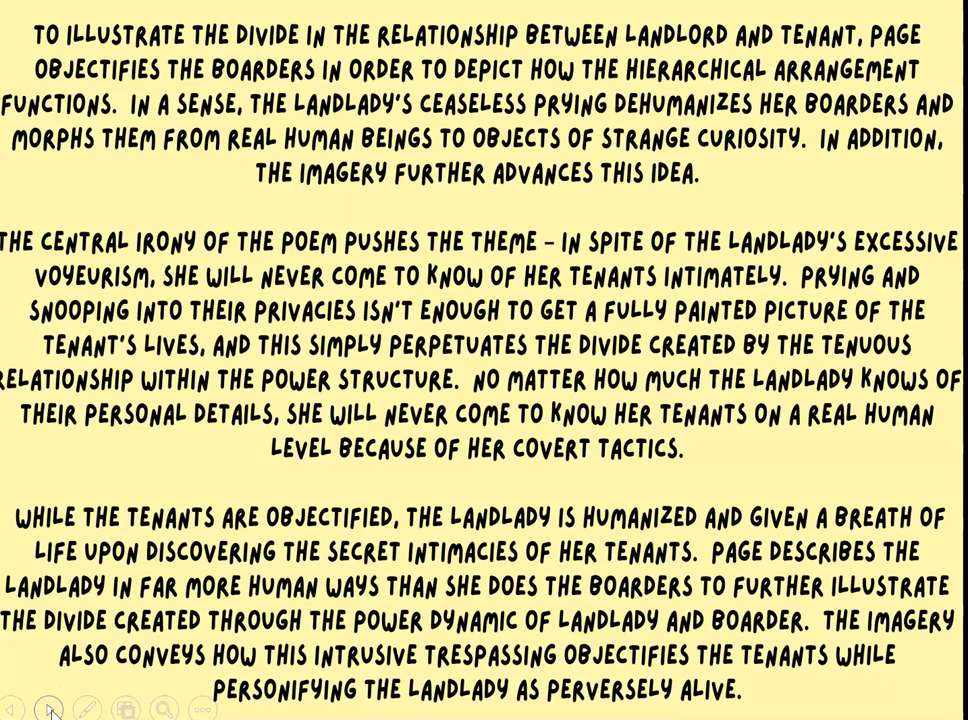 TO ILLUSTRATE THE DIVIDE IN THE RELATIONSHIP BETWEEN LANDLORD AND TENANT, PAGE
OBJECTIFIES THE BOARDERS IN ORDER TO DEPICT HOW THE HIERARCHICAL ARRANGEMENT
FUNCTIONS. IN A SENSE, THE LANDLADY'S CEASELESS PRYING DEHUMANIZES HER BOARDERS AND
MORPHS THEM FROM REAL HUMAN BEINGS TO OBJECTS OF STRANGE CURIOSITY. IN ADDITION,
THE IMAGERY FURTHER ADVANCES THIS IDEA.
THE CENTRAL IRONY OF THE POEM PUSHES THE THEME – IN SPITE OF THE LANDLADY'S EXCESSIVE
VOYEURISM, SHE WILL NEVER COME TO KNOW OF HER TENANTS INTIMATELY. PRYING AND
SNOOPING INTO THEIR PRIVACIES ISN'T ENOUGH TO GET A FULLY PAINTED PICTURE OF THE
TENANT'S LIVES, AND THIS SIMPLY PERPETUATES THE DIVIDE CREATED BY THE TENUOUS
RELATIONSHIP WITHIN THE POWER STRUCTURE. NO MATTER HOW MUCH THE LANDLADY KNOWS OF
THEIR PERSONAL DETAILS, SHE WILL NEVER COME TO KNOW HER TENANTS ON A REAL HUMAN
LEVEL BECAUSE OF HER COVERT TACTICS.
WHILE THE TENANTS ARE OBJECTIFIED, THE LANDLADY IS HUMANIZED AND GIVEN A BREATH OF
LIFE UPON DISCOVERING THE SECRET INTIMACIES OF HER TENANTS. PAGE DESCRIBES THE
LANDLADY IN FAR MORE HUMAN WAYS THAN SHE DOES THE BOARDERS TO FURTHER ILLUSTRATE
THE DIVIDE CREATED THROUGH THE POWER DYNAMIC OF LANDLADY AND BOARDER. THE IMAGERY
ALSO CONVEYS HOW THIS INTRUSIVE TRESPASSING OBJECTIFIES THE TENANTS WHILE
PERSONIFYING THE LANDLADY AS PERVERSELY ALIVE.